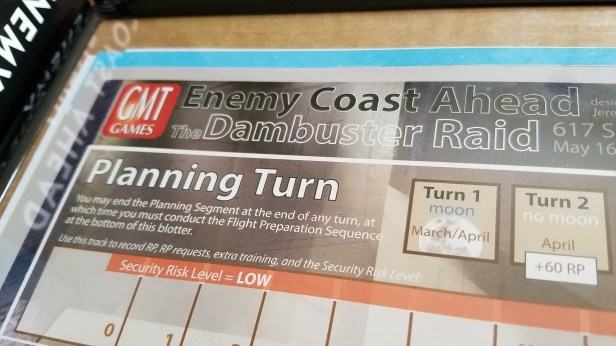 GMT
GAMES
Enemy Coast Ahead
The Dambuster Raid
desi
Jere
617 S
May 16
Planning Turn
You may end the Planning Segment at the end of any turn, at
which time you must conduct the Flight Preparation Sequence
at the bottom of this blotter.
Use this track to record RP, RP requests, extra training, and the Security Risk Level.
Turn 1
moon
March/April
Turn 2
no moon
April
+60 RP
Security Risk Level = LOW
0
1